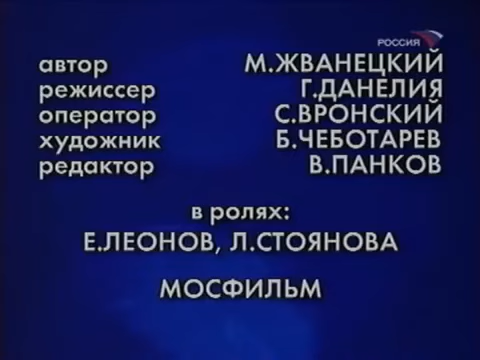 РОССИЯ
автор М.ЖВАНЕЦКИЙ
режиссер Г.ДАНЕЛИЯ
оператор С.ВРОНСКИЙ
художник Б.ЧЕБОТАРЕВ
редактор В.ПАНКОВ
в ролях:
Е.ЛЕОНОВ, Л.СТОЯНОВА
МОСФИЛЬМ